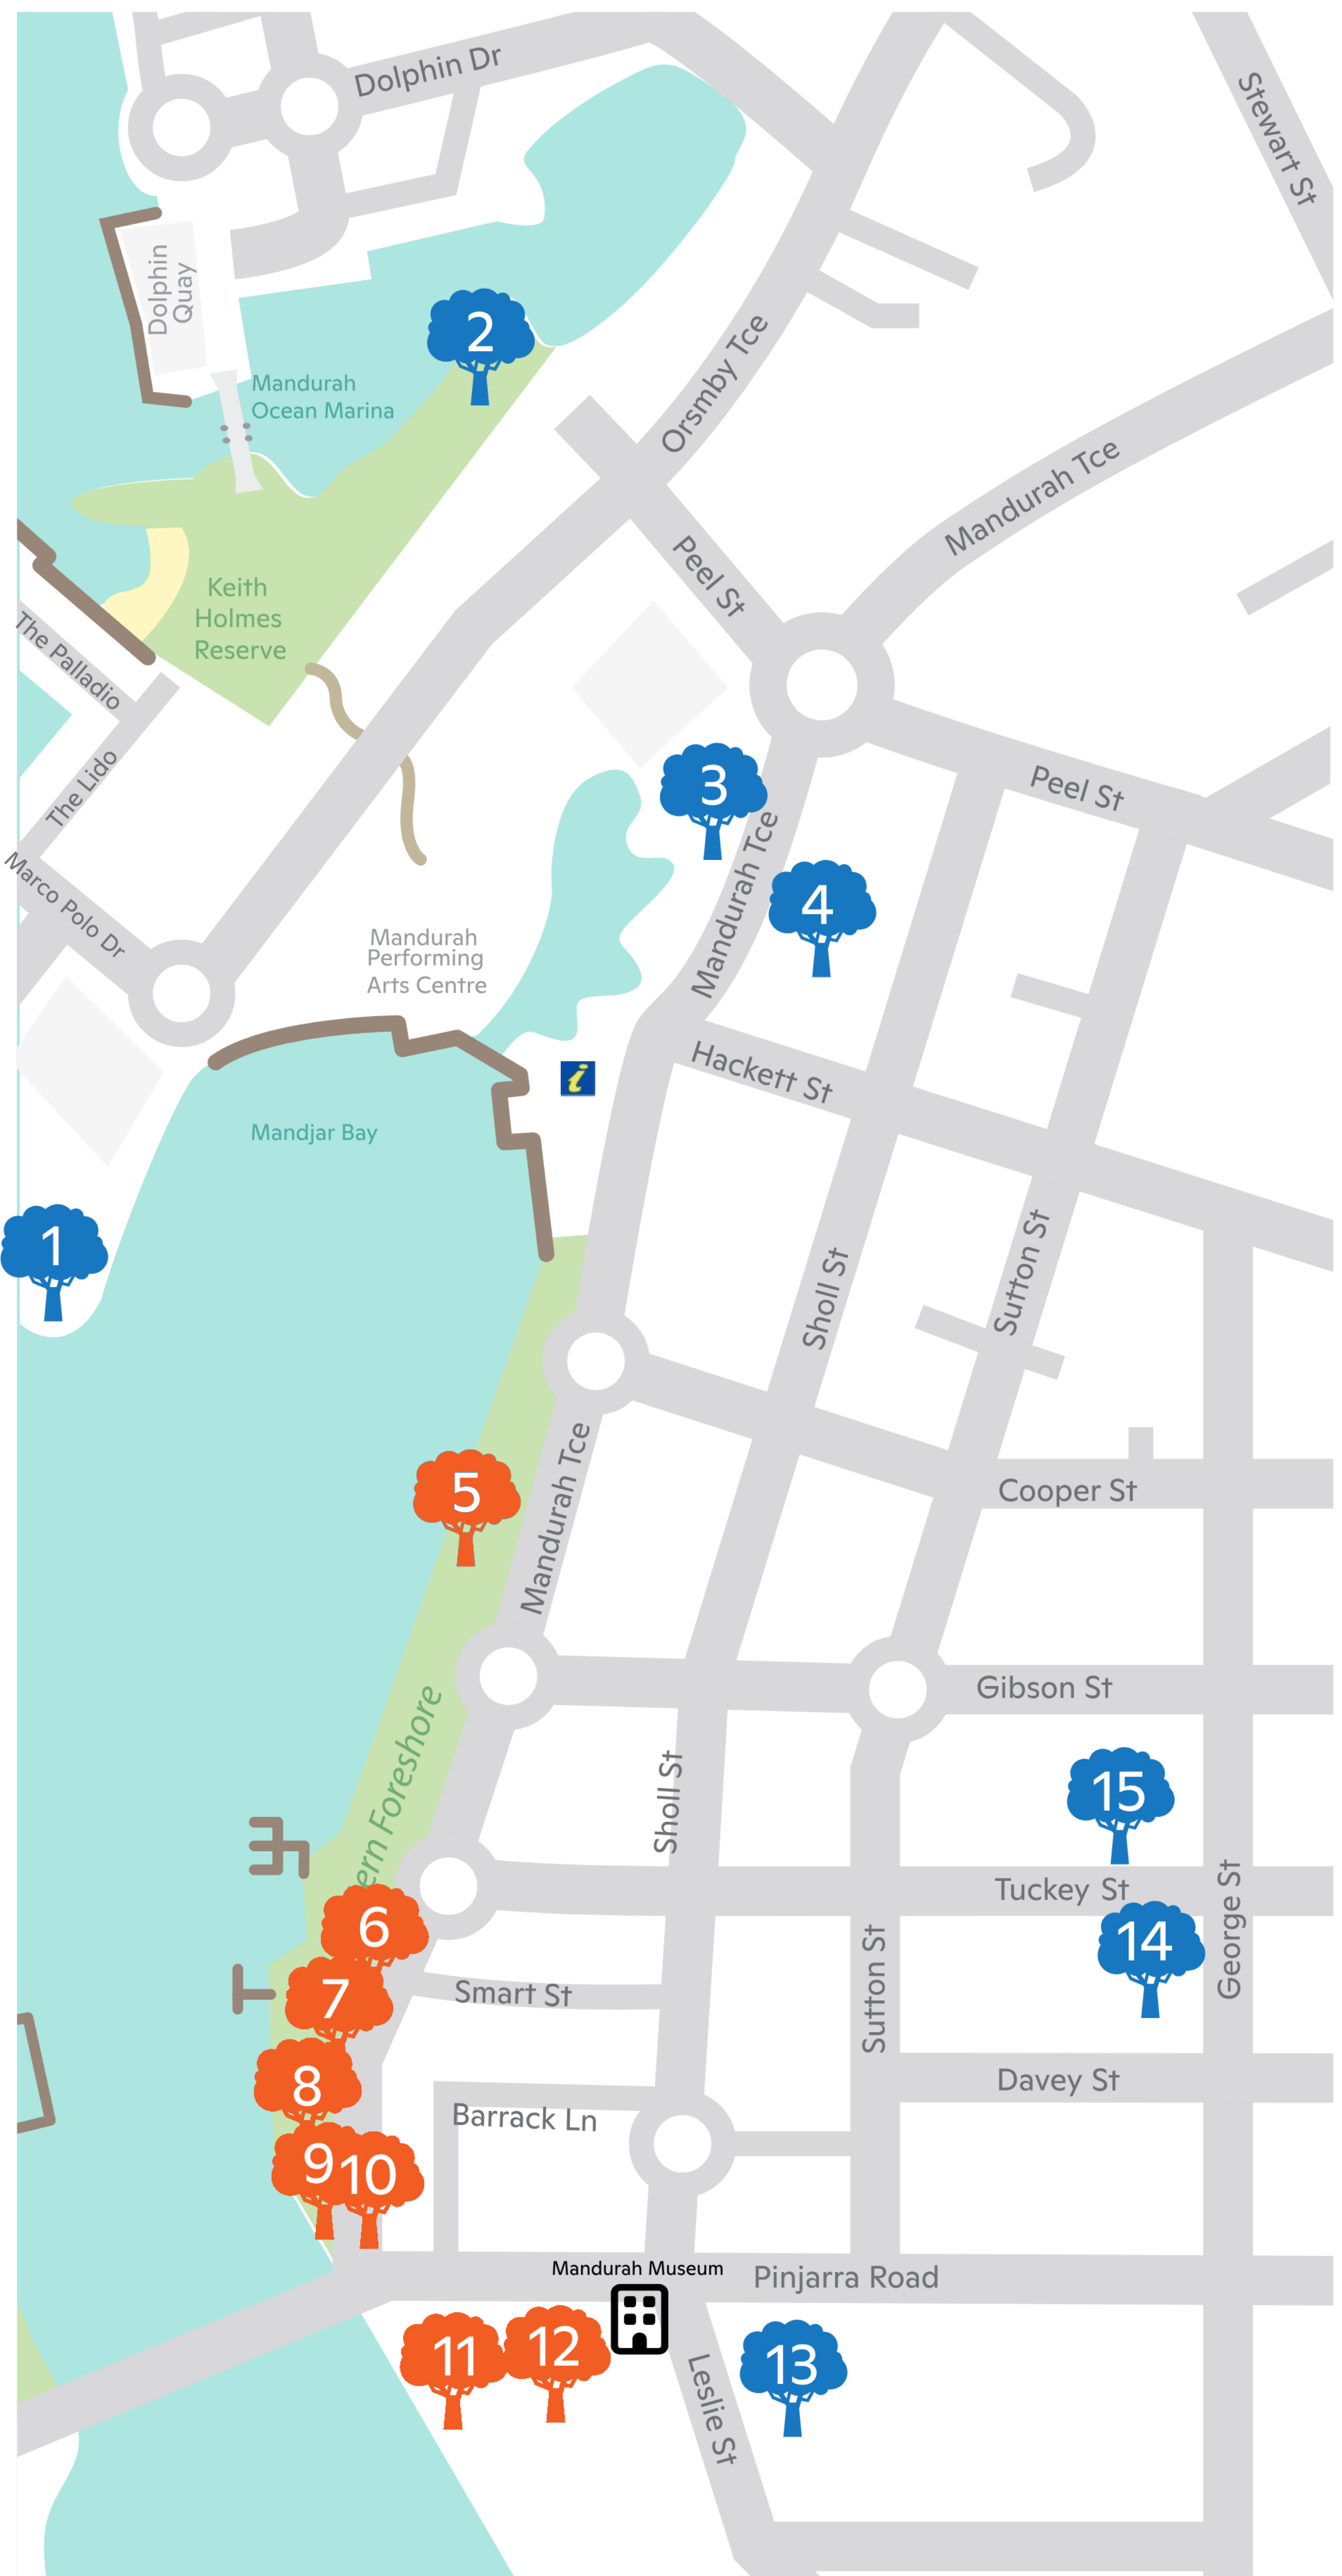 Dolphin Dr
Stewart St
Dolphin
Quay
2
Mandurah
Ocean Marina
Orsmby Tce
Mandurah Tce
Peel St
Keith
Holmes
Reserve
The Palladio
The Lido
3
Peel St
Marco Polo Dr
Mandurah Tce
4
Mandurah
Performing
Arts Centre
Hackett St
i
Mandjar Bay
1
Sholl St
Sutton St
5
Mandurah Tce
Cooper St
Gibson St
ern Foreshore
Sholl St
15
Tuckey St
6
14
George St
Smart St
7
Sutton St
8
Davey St
Barrack Ln
9
10
Mandurah Museum
Pinjarra Road
11
12
13
Leslie St